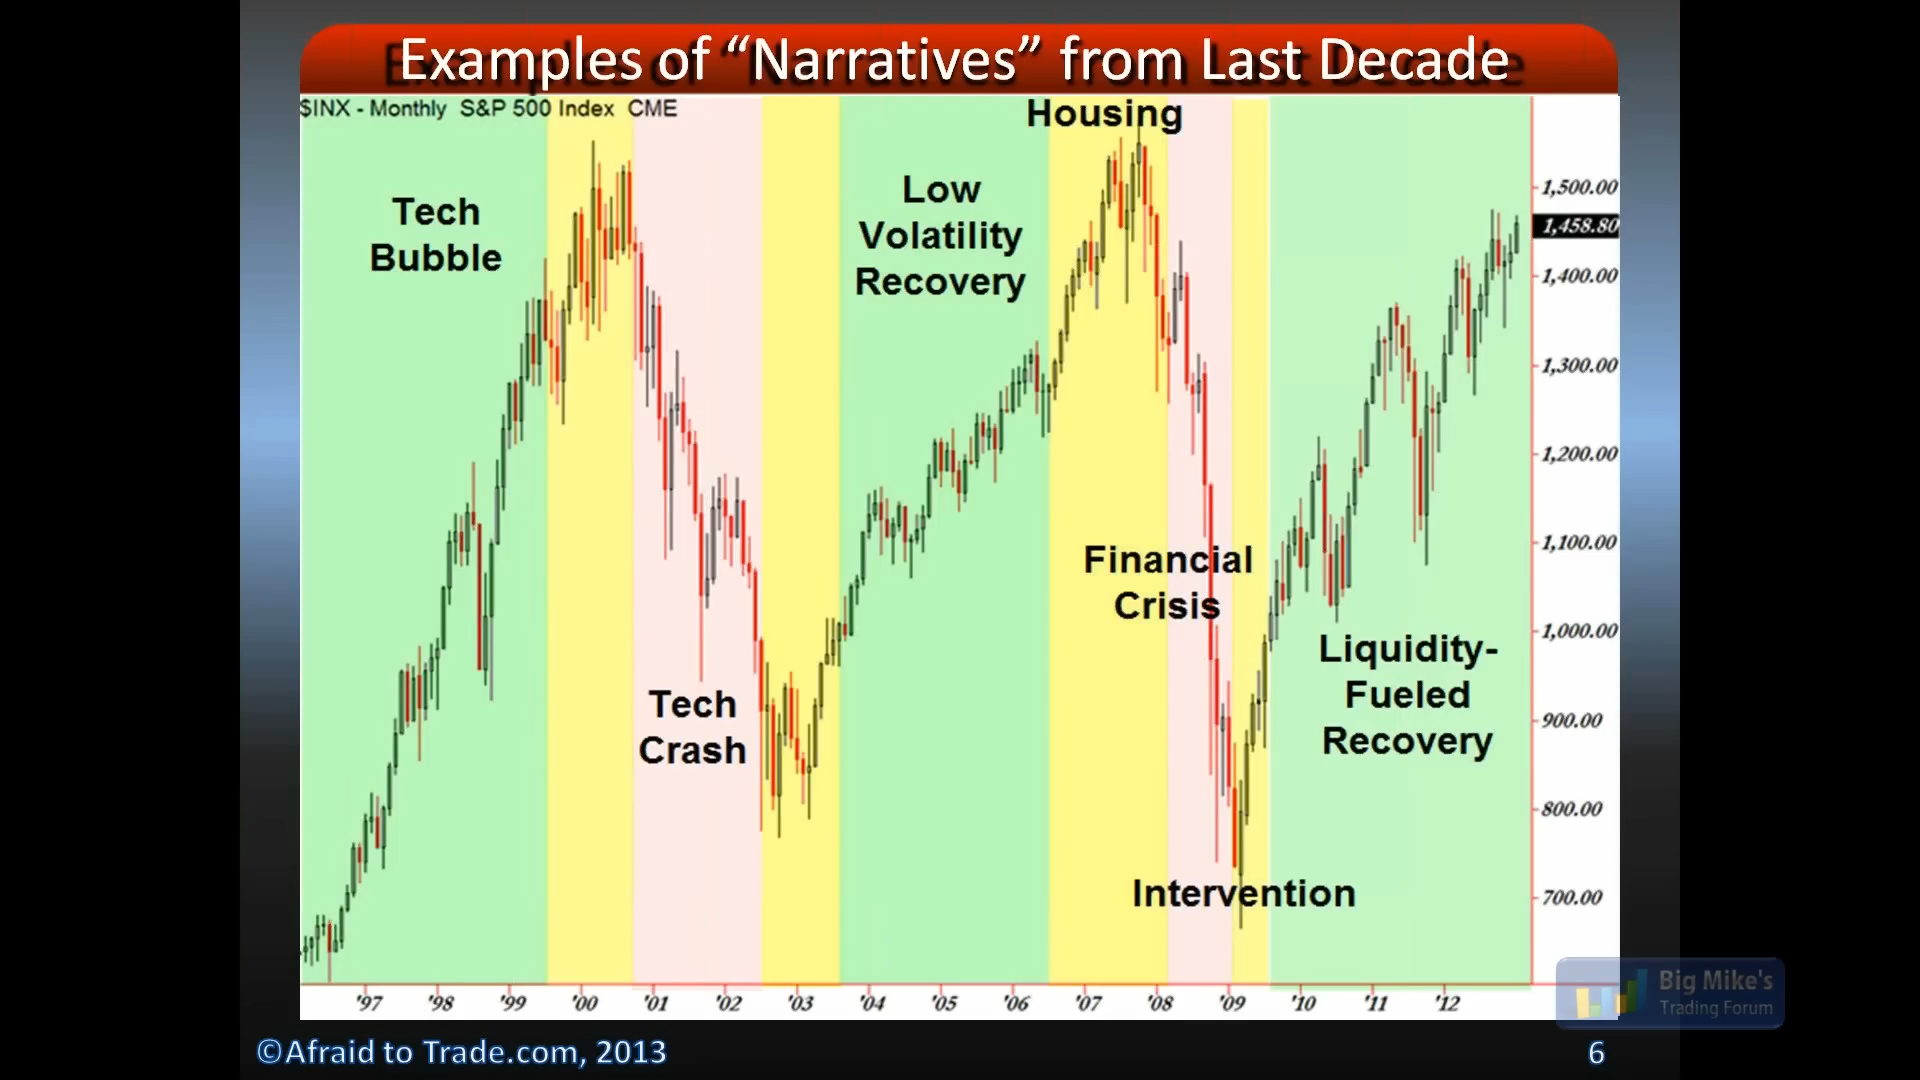 Examples of “Narratives” from Last Decade
$INX - Monthly S&P 500 Index CME
Housing
Tech
Bubble
Low
Volatility
Recovery
Tech
Crash
Financial
Crisis
Intervention
Liquidity-
Fueled
Recovery
1,500.00
1,458.80
1,400.00
1,300.00
1,200.00
1,100.00
1,000.00
900.00
800.00
700.00
'97 '98 '99 '00 '01 '02 '03 '04 '05 '06 '07 '08 '09 '10 '11 '12
Big Mike's
Trading Forum
©Afraid to Trade.com, 2013
6